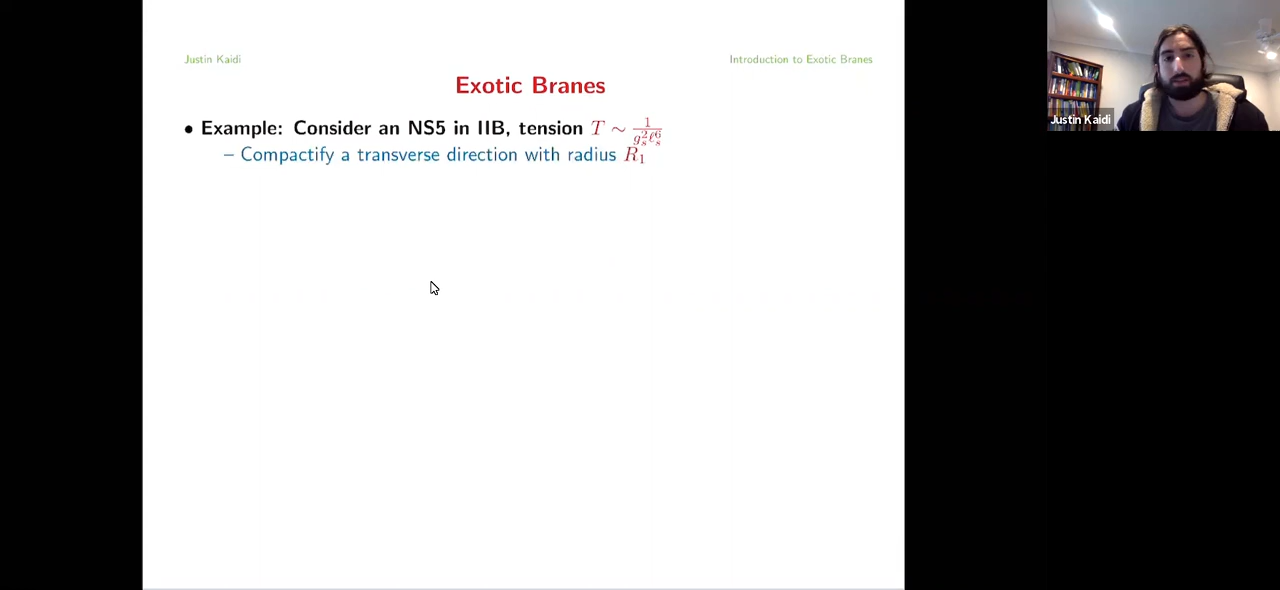 Justin Kaidi
Introduction to Exotic Branes
Exotic Branes
• Example: Consider an NS5 in IIB, tension T ∼ 1/(g_s^2 ℓ_s^6)
– Compactify a transverse direction with radius R_1
Justin Kaidi